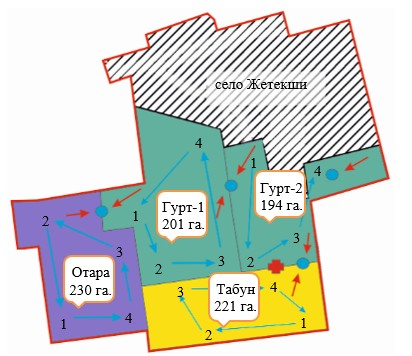 село Жетекши
4
1
1
4
Гурт-1
201 га.
Гурт-2
194 га.
2
3
2
3
2
3
Отара
230 га.
1
4
Табун
221 га.
3
4
2
1